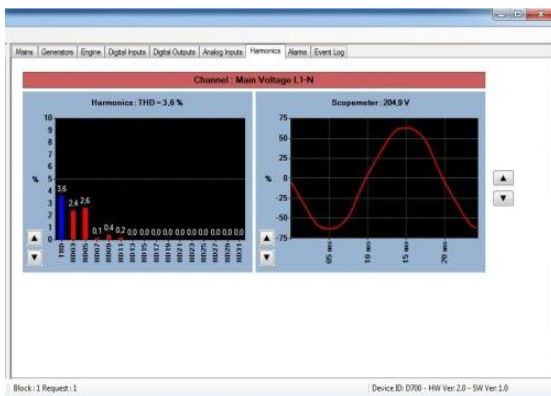 Mains Generators Engine Digital Inputs Digital Outputs Analog Inputs Harmonics Alarms Event Log
Channel : Main Voltage L1-N
Harmonics : THD = 3,6 %
10
9
8
7
6
5
4
3
2
1
0
%
3,6
2,4
2,6
0,1
0,4
0,2
0,0 0,0 0,0 0,0 0,0 0,0 0,0 0,0 0,0 0,0
THD
HD03
HD05
HD07
HD09
HD11
HD13
HD15
HD17
HD19
HD21
HD23
HD25
HD27
HD29
HD31
Scopemeter : 204,9 V
75
50
25
0
-25
-50
-75
%
05 ms
10 ms
15 ms
20 ms
Block : 1 Request : 1
Device ID: D700 - HW Ver: 2.0 - SW Ver: 1.0